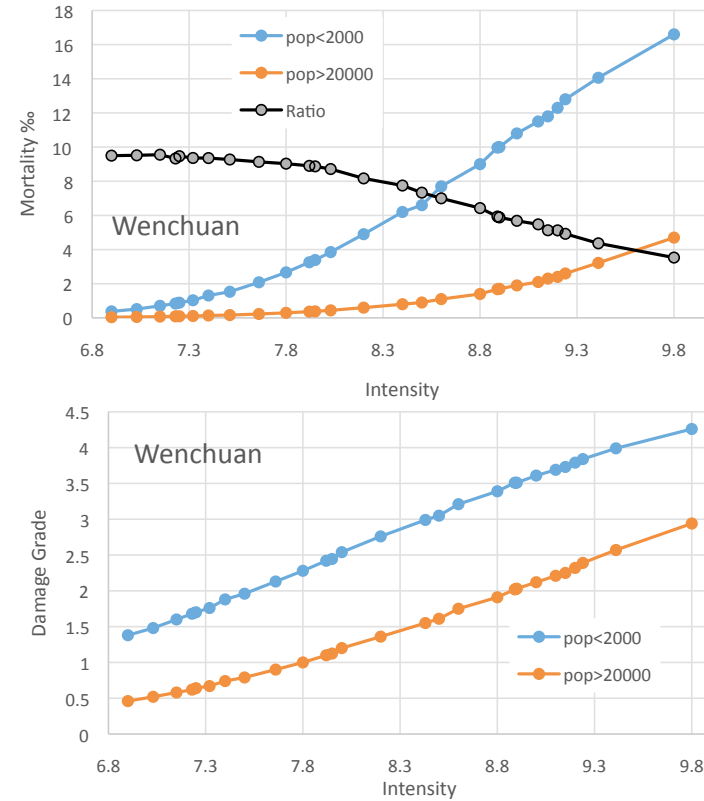 18
16
14
12
10
8
6
4
2
0
Mortality ‰
pop<2000
pop>20000
Ratio
Wenchuan
6.8 7.3 7.8 8.3 8.8 9.3 9.8
Intensity
4.5
4
3.5
3
2.5
2
1.5
1
0.5
0
Damage Grade
Wenchuan
pop<2000
pop>20000
6.8 7.3 7.8 8.3 8.8 9.3 9.8
Intensity